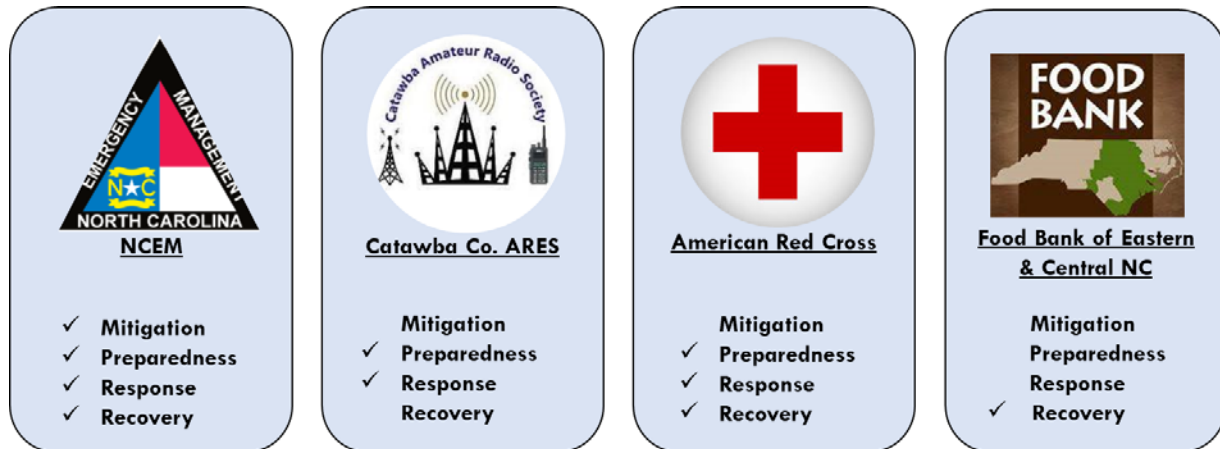 EMERGENCY
MANAGEMENT
N C
NORTH CAROLINA
NCEM
✓ Mitigation
✓ Preparedness
✓ Response
✓ Recovery
Catawba Amateur Radio Society
Catawba Co. ARES
Mitigation
✓ Preparedness
✓ Response
Recovery
American Red Cross
Mitigation
✓ Preparedness
✓ Response
✓ Recovery
FOOD
BANK
Food Bank of Eastern
& Central NC
Mitigation
Preparedness
Response
✓ Recovery